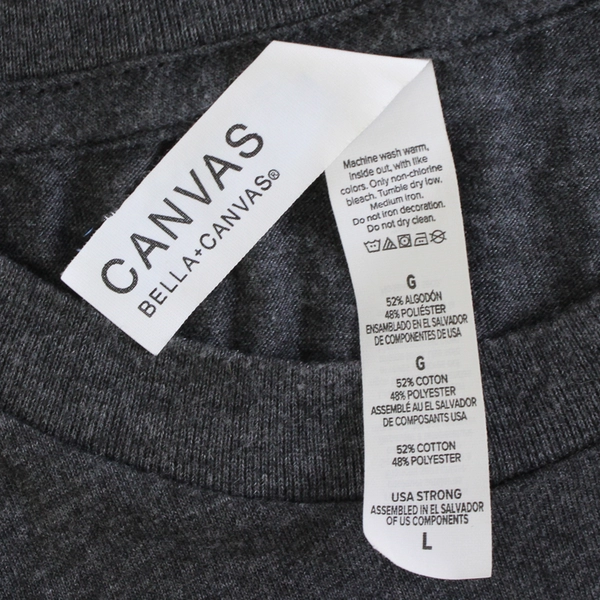 CANVAS
BELLA+CANVAS®
Machine wash warm,
inside out, with like
colors. Only non-chlorine
bleach. Tumble dry low.
Medium iron.
Do not iron decoration.
Do not dry clean.
G
52% ALGODÓN
48% POLIÉSTER
ENSAMBLADO EN EL SALVADOR
DE COMPONENTES DE USA
G
52% COTON
48% POLYESTER
ASSEMBLÉ AU EL SALVADOR
DE COMPOSANTS USA
52% COTTON
48% POLYESTER
USA STRONG
ASSEMBLED IN EL SALVADOR
OF US COMPONENTS
L